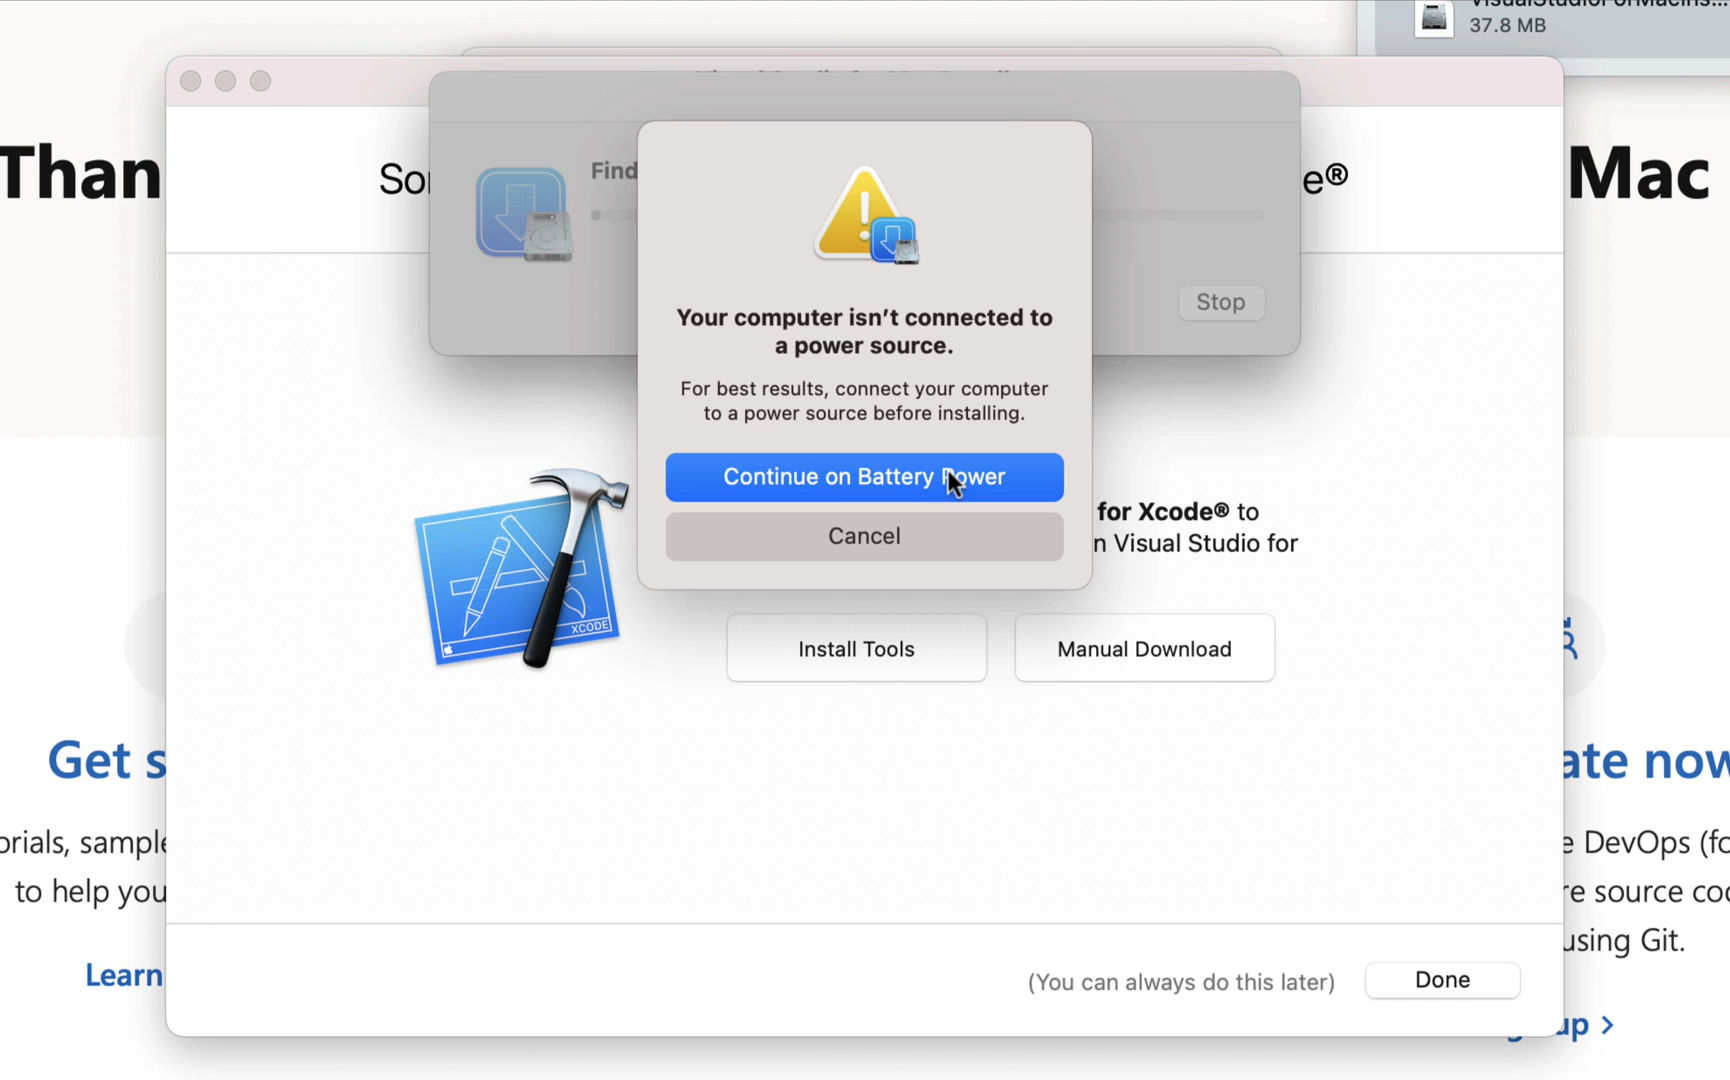 37.8 MB
Than
Mac
Find
e®
Your computer isn’t connected to
a power source.
Stop
For best results, connect your computer
to a power source before installing.
Continue on Battery Power
Cancel
for Xcode® to
n Visual Studio for
XCODE
Install Tools
Manual Download
Get s
ate now
orials, sample
e DevOps (fo
to help you
re source cod
using Git.
Learn
(You can always do this later)
Done
up >